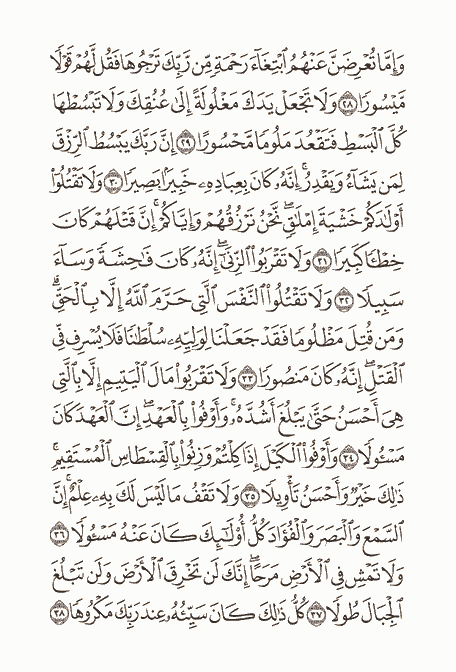 وَإِمَّا تُعْرِضَنَّ عَنْهُمُ ٱبْتِغَآءَ رَحْمَةٍ مِّن رَّبِّكَ تَرْجُوهَا فَقُل لَّهُمْ قَوْلًا
مَّيْسُورًا ٢٨ وَلَا تَجْعَلْ يَدَكَ مَغْلُولَةً إِلَىٰ عُنُقِكَ وَلَا تَبْسُطْهَا
كُلَّ ٱلْبَسْطِ فَتَقْعُدَ مَلُومًا مَّحْسُورًا ٢٩ إِنَّ رَبَّكَ يَبْسُطُ ٱلرِّزْقَ
لِمَن يَشَآءُ وَيَقْدِرُ ۚ إِنَّهُۥ كَانَ بِعِبَادِهِۦ خَبِيرًۢا بَصِيرًا ٣٠ وَلَا تَقْتُلُوٓا۟
أَوْلَـٰدَكُمْ خَشْيَةَ إِمْلَـٰقٍ ۖ نَّحْنُ نَرْزُقُهُمْ وَإِيَّاكُمْ ۚ إِنَّ قَتْلَهُمْ كَانَ
خِطْـًٔا كَبِيرًا ٣١ وَلَا تَقْرَبُوا۟ ٱلزِّنَىٰٓ ۖ إِنَّهُۥ كَانَ فَـٰحِشَةً وَسَآءَ
سَبِيلًا ٣٢ وَلَا تَقْتُلُوا۟ ٱلنَّفْسَ ٱلَّتِى حَرَّمَ ٱللَّهُ إِلَّا بِٱلْحَقِّ ۗ
وَمَن قُتِلَ مَظْلُومًا فَقَدْ جَعَلْنَا لِوَلِيِّهِۦ سُلْطَـٰنًا فَلَا يُسْرِف فِّى
ٱلْقَتْلِ ۖ إِنَّهُۥ كَانَ مَنصُورًا ٣٣ وَلَا تَقْرَبُوا۟ مَالَ ٱلْيَتِيمِ إِلَّا بِٱلَّتِى
هِىَ أَحْسَنُ حَتَّىٰ يَبْلُغَ أَشُدَّهُۥ ۚ وَأَوْفُوا۟ بِٱلْعَهْدِ ۖ إِنَّ ٱلْعَهْدَ كَانَ
مَسْـُٔولًا ٣٤ وَأَوْفُوا۟ ٱلْكَيْلَ إِذَا كِلْتُمْ وَزِنُوا۟ بِٱلْقِسْطَاسِ ٱلْمُسْتَقِيمِ ۚ
ذَٰلِكَ خَيْرٌ وَأَحْسَنُ تَأْوِيلًا ٣٥ وَلَا تَقْفُ مَا لَيْسَ لَكَ بِهِۦ عِلْمٌ ۚ إِنَّ
ٱلسَّمْعَ وَٱلْبَصَرَ وَٱلْفُؤَادَ كُلُّ أُو۟لَـٰٓئِكَ كَانَ عَنْهُ مَسْـُٔولًا ٣٦
وَلَا تَمْشِ فِى ٱلْأَرْضِ مَرَحًا ۖ إِنَّكَ لَن تَخْرِقَ ٱلْأَرْضَ وَلَن تَبْلُغَ
ٱلْجِبَالَ طُولًا ٣٧ كُلُّ ذَٰلِكَ كَانَ سَيِّئُهُۥ عِندَ رَبِّكَ مَكْرُوهًا ٣٨